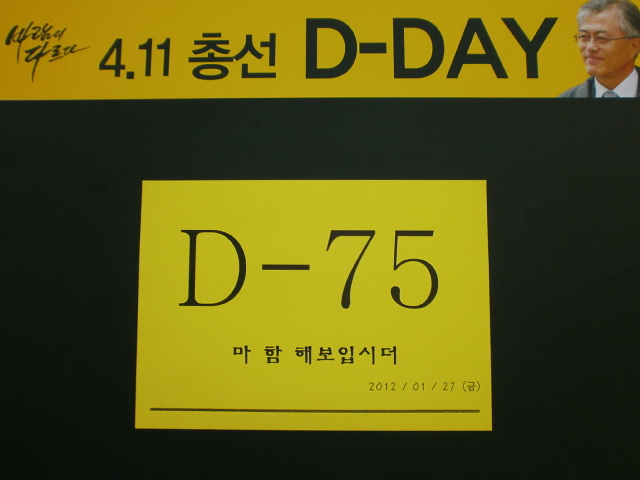 바람이
다르다
4.11 총선 D-DAY
D-75
마 함 해보입시더
2012 / 01 / 27 (금)